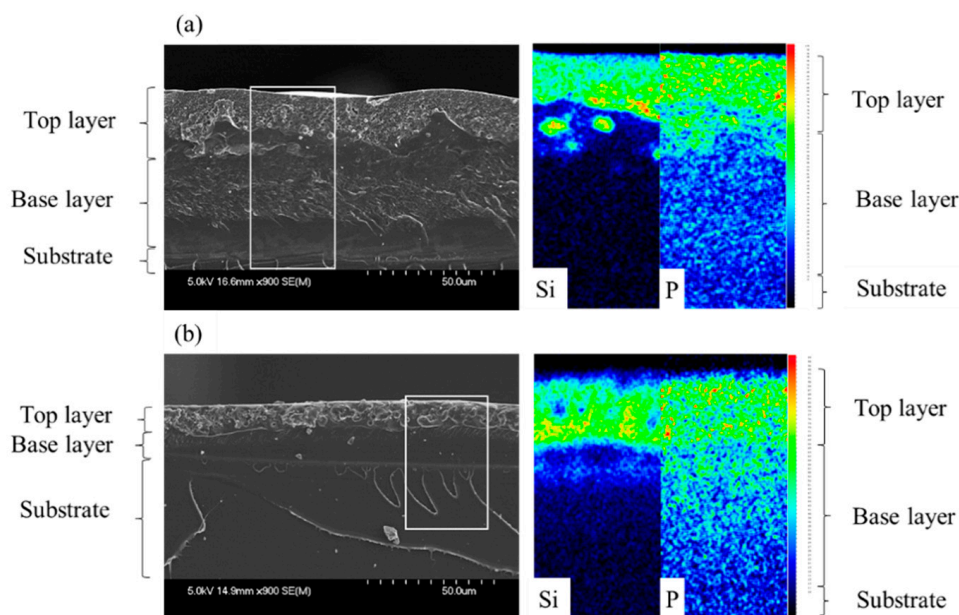 (a)
Top layer
Base layer
Substrate
5.0kV 16.6mm x900 SE(M)
50.0um
Si
P
Top layer
Base layer
Substrate
(b)
Top layer
Base layer
Substrate
5.0kV 14.9mm x900 SE(M)
50.0um
Si
P
Top layer
Base layer
Substrate